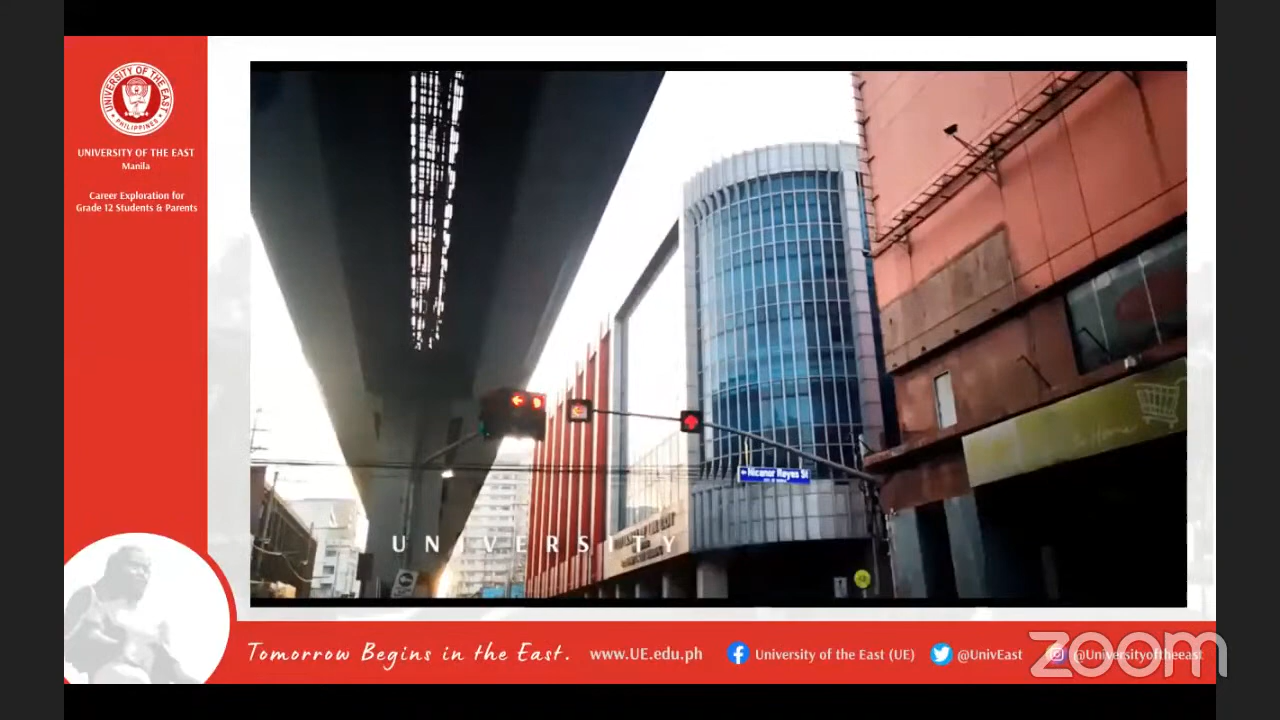 UNIVERSITY OF THE EAST
PHILIPPINES
UNIVERSITY OF THE EAST
Manila
Career Exploration for
Grade 12 Students & Parents
Nicanor Reyes St
UNIVERSITY
Tomorrow Begins in the East.
www.UE.edu.ph
University of the East (UE)
@UnivEast
@Universityoftheeast
zoom